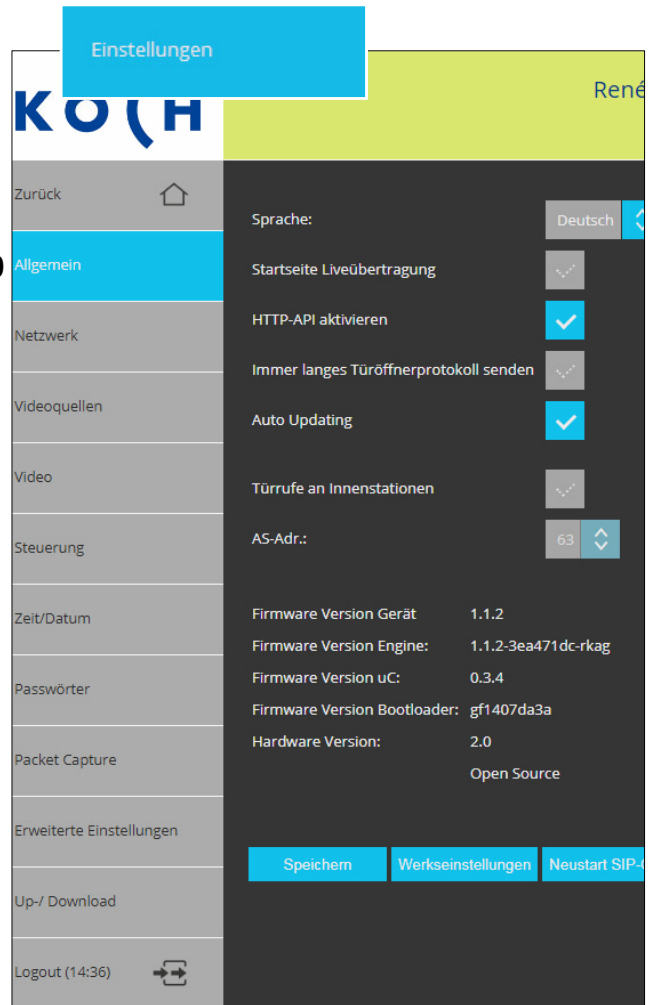 Einstellungen
KOCH
René
Zurück
Allgemein
Netzwerk
Videoquellen
Video
Steuerung
Zeit/Datum
Passwörter
Packet Capture
Erweiterte Einstellungen
Up-/ Download
Logout (14:36)
Sprache: Deutsch
Startseite Liveübertragung
HTTP-API aktivieren
Immer langes Türöffnerprotokoll senden
Auto Updating
Türrufe an Innenstationen
AS-Adr.: 63
Firmware Version Gerät 1.1.2
Firmware Version Engine: 1.1.2-3ea471dc-rkag
Firmware Version uC: 0.3.4
Firmware Version Bootloader: gf1407da3a
Hardware Version: 2.0
Open Source
Speichern Werkseinstellungen Neustart SIP-